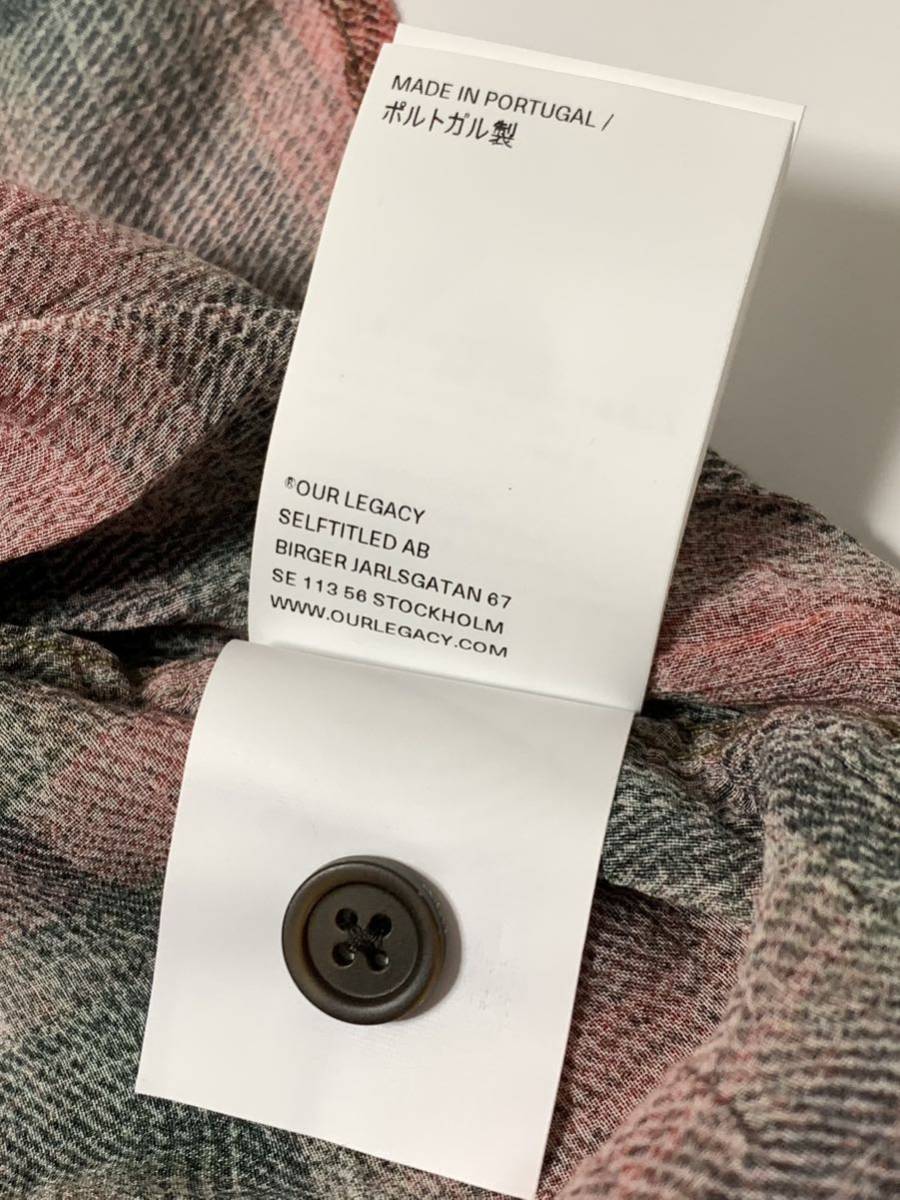 MADE IN PORTUGAL /
ポルトガル製
®OUR LEGACY
SELFTITLED AB
BIRGER JARLSGATAN 67
SE 113 56 STOCKHOLM
WWW.OURLEGACY.COM